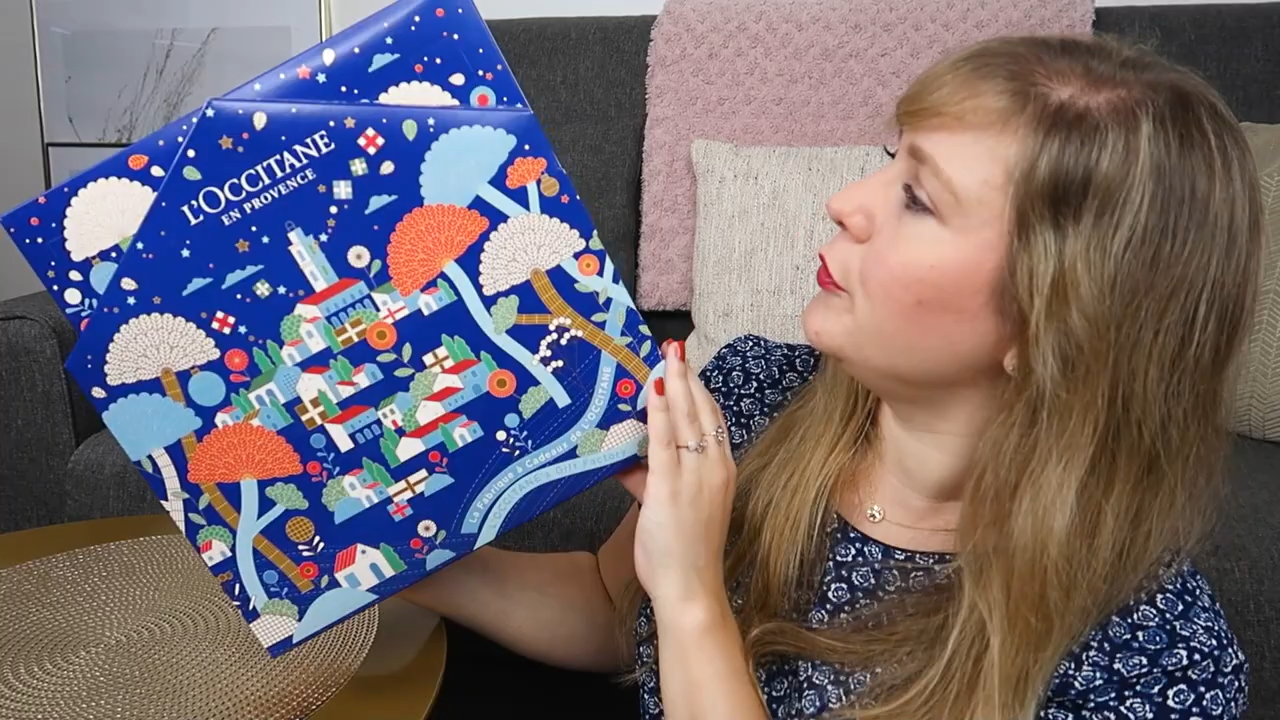 L'OCCITANE
EN PROVENCE
La Fabrique à Cadeaux de L'OCCITANE
L'OCCITANE's Gift Factory